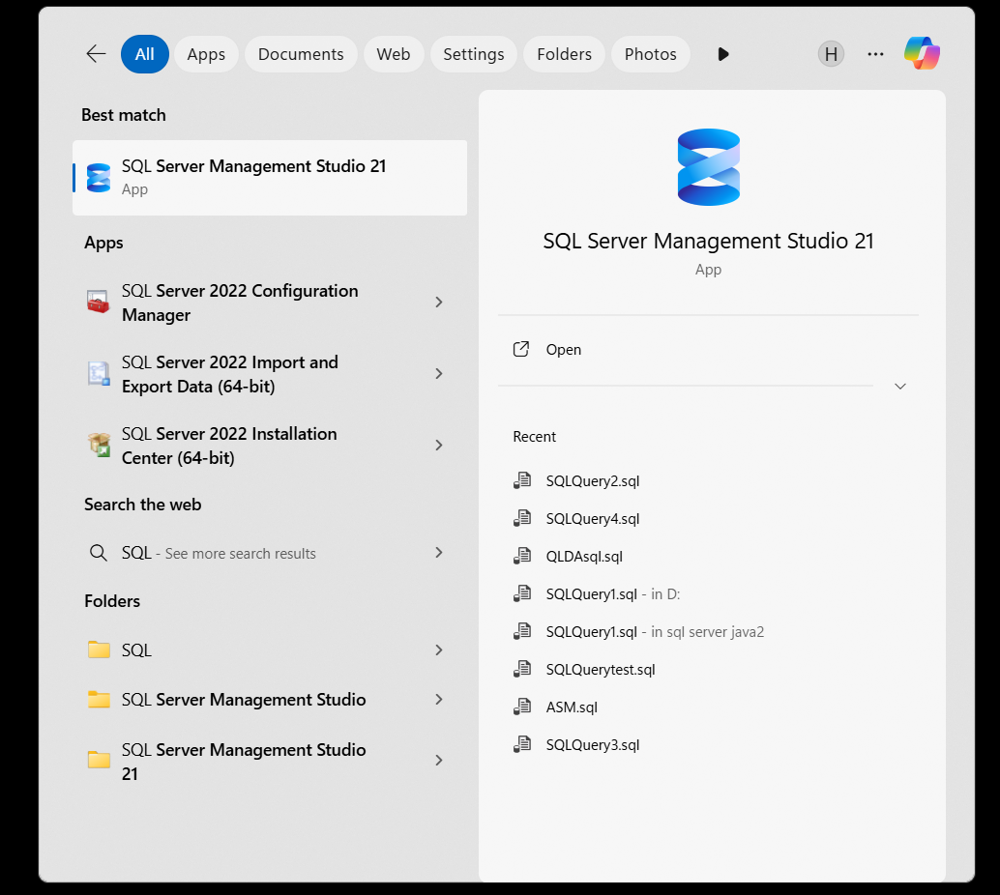 All
Apps
Documents
Web
Settings
Folders
Photos
H
Best match
SQL Server Management Studio 21
App
Apps
SQL Server 2022 Configuration
Manager
SQL Server 2022 Import and
Export Data (64-bit)
SQL Server 2022 Installation
Center (64-bit)
Search the web
SQL - See more search results
Folders
SQL
SQL Server Management Studio
SQL Server Management Studio
21
SQL Server Management Studio 21
App
Open
Recent
SQLQuery2.sql
SQLQuery4.sql
QLDAsql.sql
SQLQuery1.sql - in D:
SQLQuery1.sql - in sql server java2
SQLQuerytest.sql
ASM.sql
SQLQuery3.sql